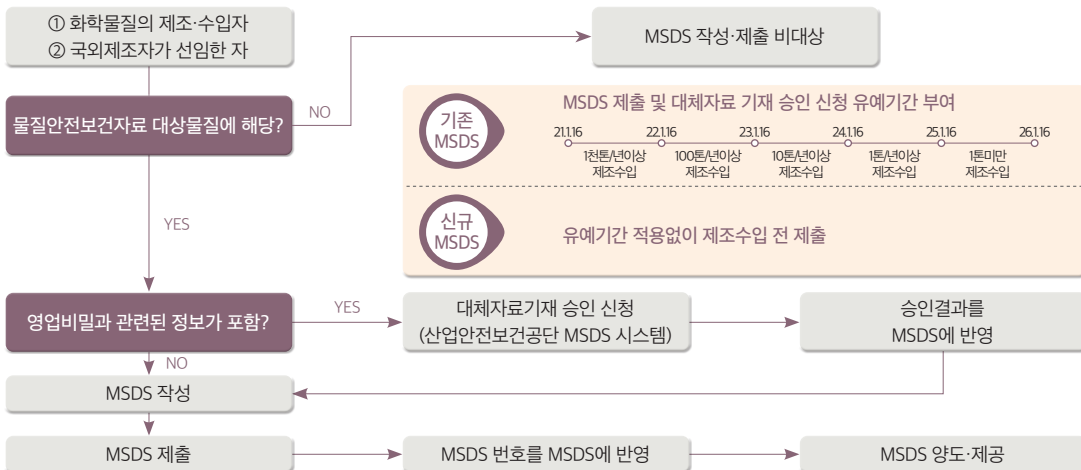 ① 화학물질의 제조·수입자
② 국외제조자가 선임한 자
MSDS 작성·제출 비대상
물질안전보건자료 대상물질에 해당?
NO
기존
MSDS
MSDS 제출 및 대체자료 기재 승인 신청 유예기간 부여
21.1.16 22.1.16 23.1.16 24.1.16 25.1.16 26.1.16
1천톤/년이상 100톤/년이상 10톤/년이상 1톤/년이상 1톤미만
제조수입 제조수입 제조수입 제조수입 제조수입
YES
신규
MSDS
유예기간 적용없이 제조수입 전 제출
영업비밀과 관련된 정보가 포함?
YES
대체자료기재 승인 신청
(산업안전보건공단 MSDS 시스템)
승인결과를
MSDS에 반영
NO
MSDS 작성
MSDS 제출
MSDS 번호를 MSDS에 반영
MSDS 양도·제공